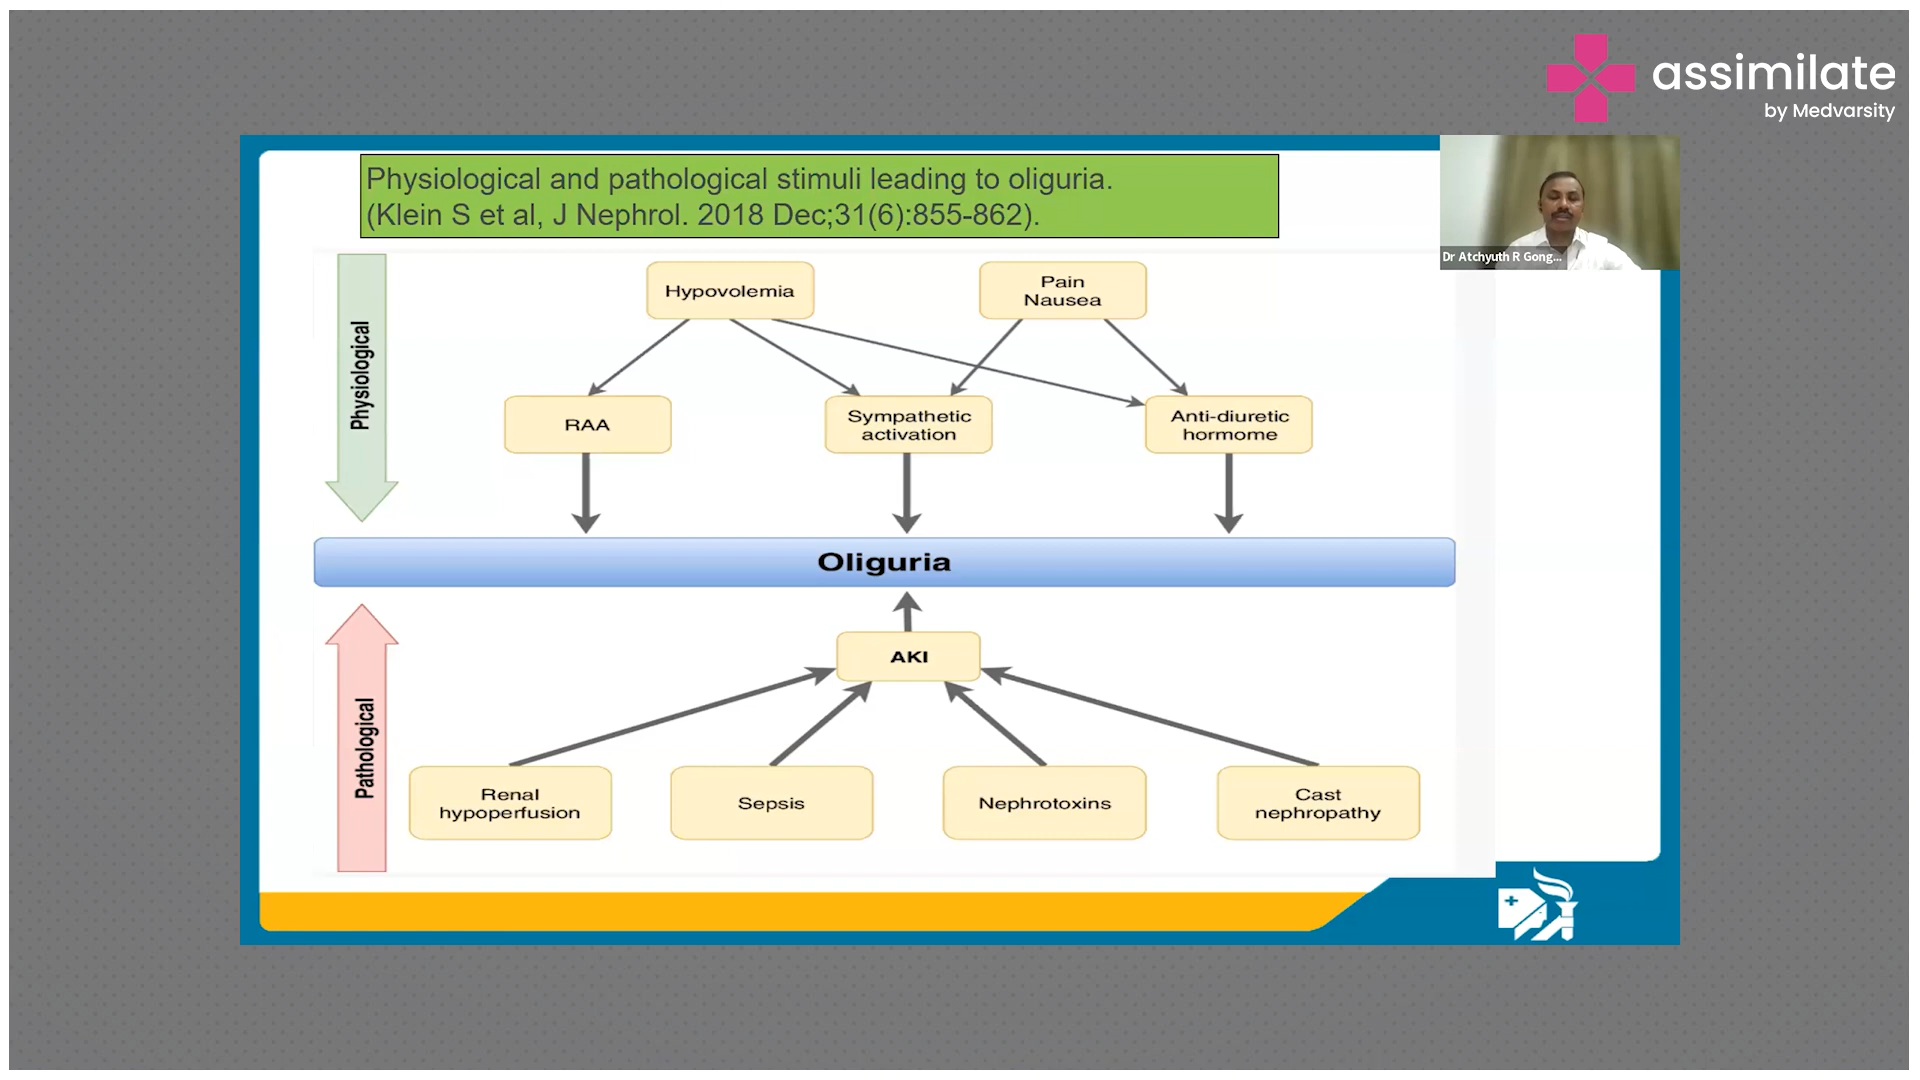 assimilate
by Medvarsity
Physiological and pathological stimuli leading to oliguria.
(Klein S et al, J Nephrol. 2018 Dec;31(6):855-862).
Dr Atchyuth R Gong...
Physiological
Hypovolemia
Pain
Nausea
RAA
Sympathetic
activation
Anti-diuretic
hormome
Oliguria
AKI
Pathological
Renal
hypoperfusion
Sepsis
Nephrotoxins
Cast
nephropathy